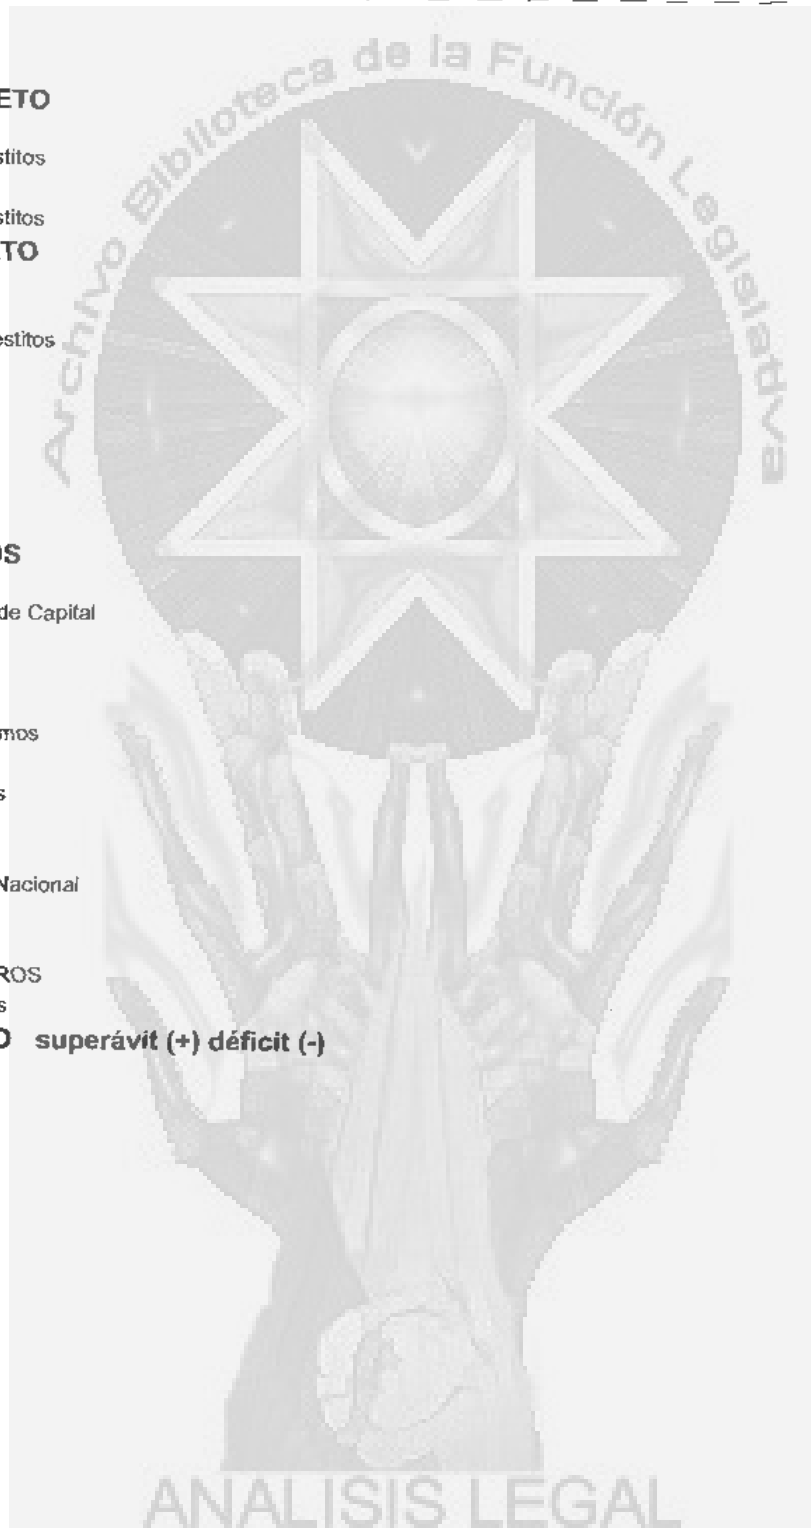 Archivo Biblioteca de la Función Legislativa
ETO
stitos
stitos
TO
estitos
OS
de Capital
mos
s
Nacional
ROS
s
O superávit (+) déficit (-)
ANALISIS LEGAL